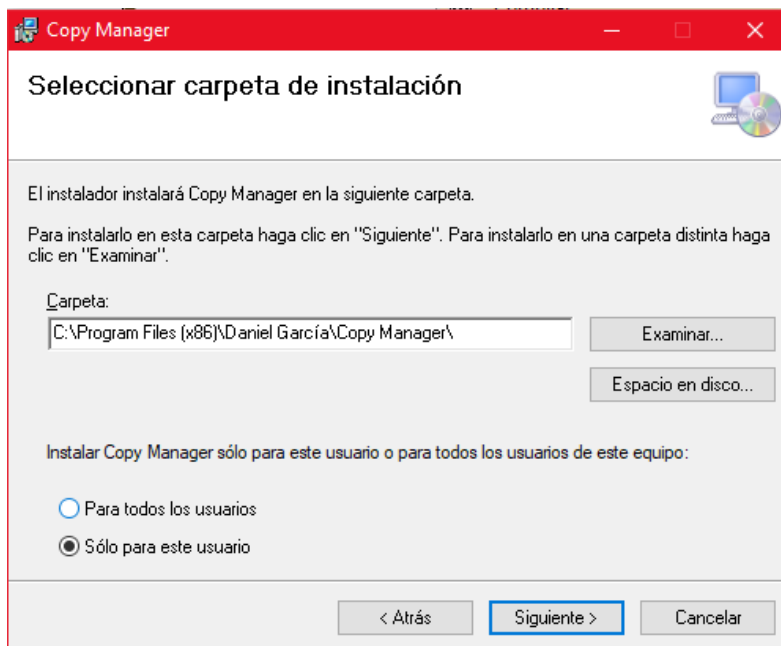 Copy Manager
Seleccionar carpeta de instalación
El instalador instalará Copy Manager en la siguiente carpeta.
Para instalarlo en esta carpeta haga clic en "Siguiente". Para instalarlo en una carpeta distinta haga
clic en "Examinar".
Carpeta:
C:\Program Files (x86)\Daniel García\Copy Manager\
Examinar...
Espacio en disco...
Instalar Copy Manager sólo para este usuario o para todos los usuarios de este equipo:
Para todos los usuarios
Sólo para este usuario
< Atrás
Siguiente >
Cancelar